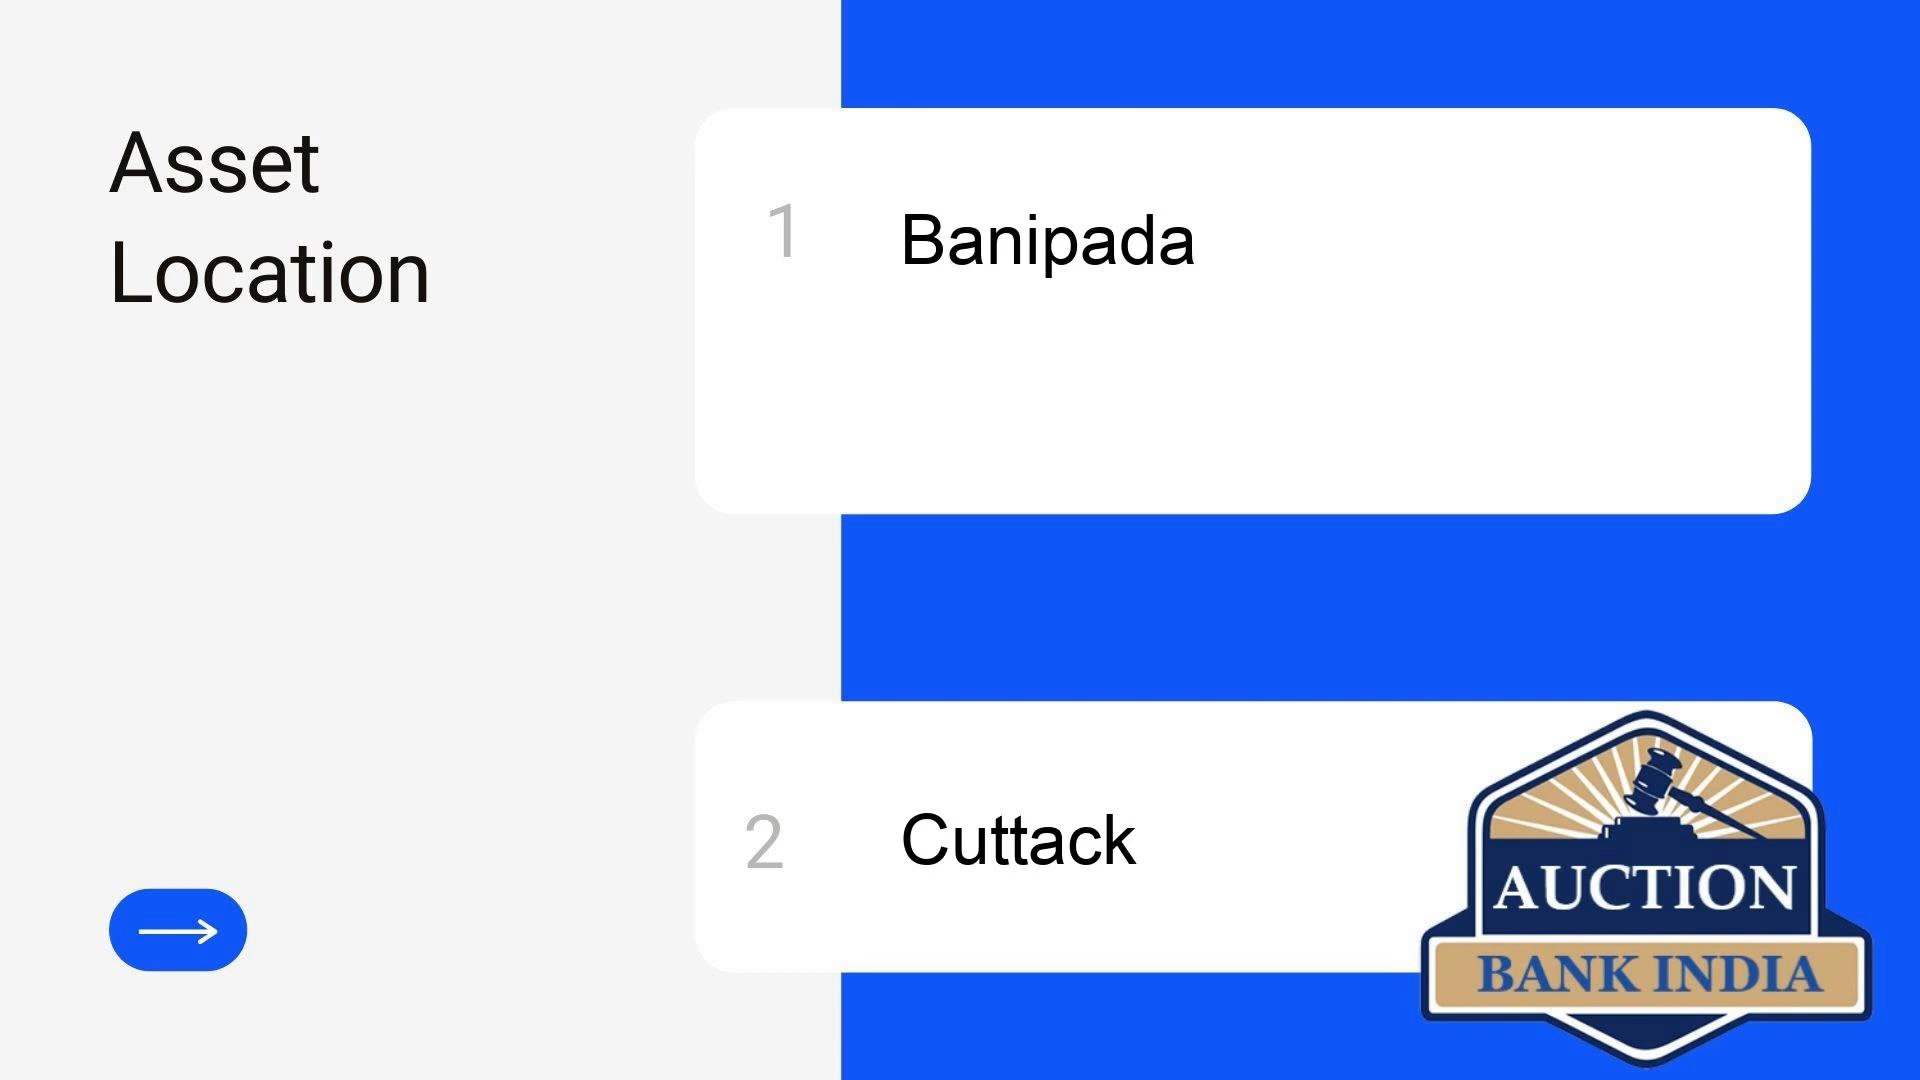 Asset
Location
1
Banipada
2
Cuttack
AUCTION
BANK INDIA